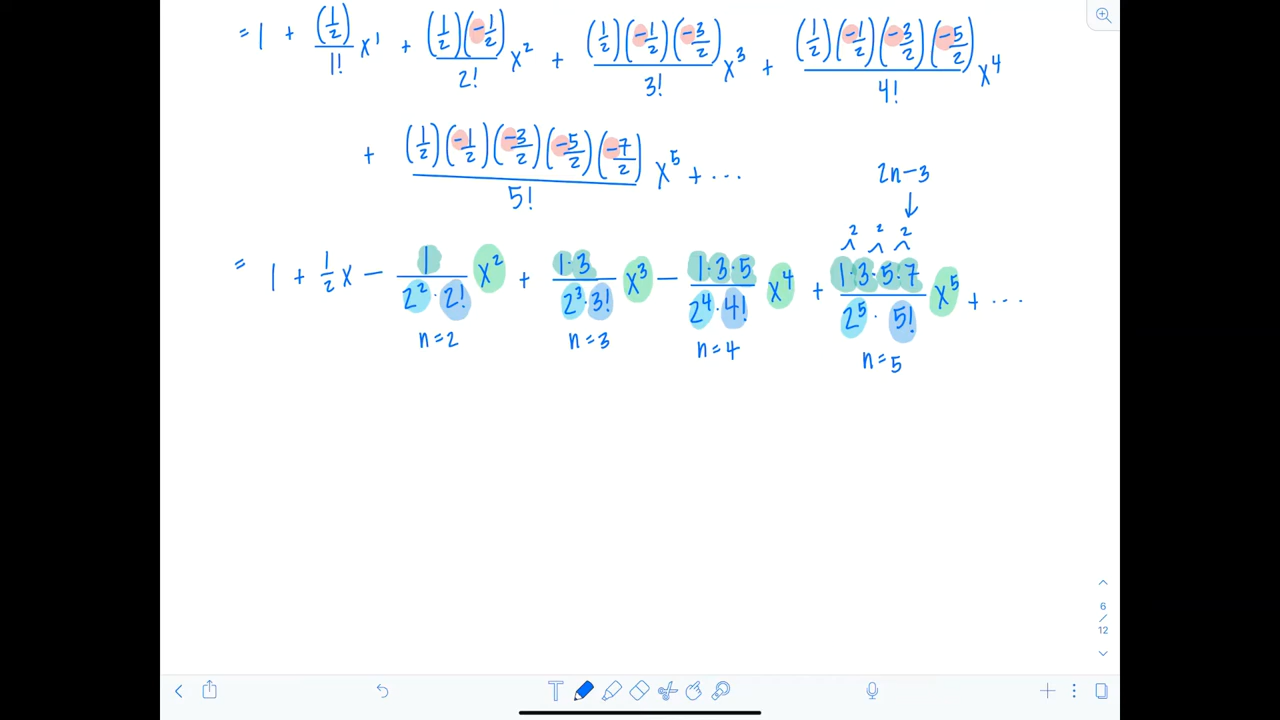 = 1 + (1/2)/1! x¹ + (1/2)(-1/2)/2! x² + (1/2)(-1/2)(-3/2)/3! x³ + (1/2)(-1/2)(-3/2)(-5/2)/4! x⁴
+ (1/2)(-1/2)(-3/2)(-5/2)(-7/2)/5! x⁵ + ...
2n-3
↓
2 2 2
= 1 + 1/2 x - 1/(2²·2!) x² + 1·3/(2³·3!) x³ - 1·3·5/(2⁴·4!) x⁴ + 1·3·5·7/(2⁵·5!) x⁵ + ...
n=2 n=3 n=4 n=5
6
/
12
T